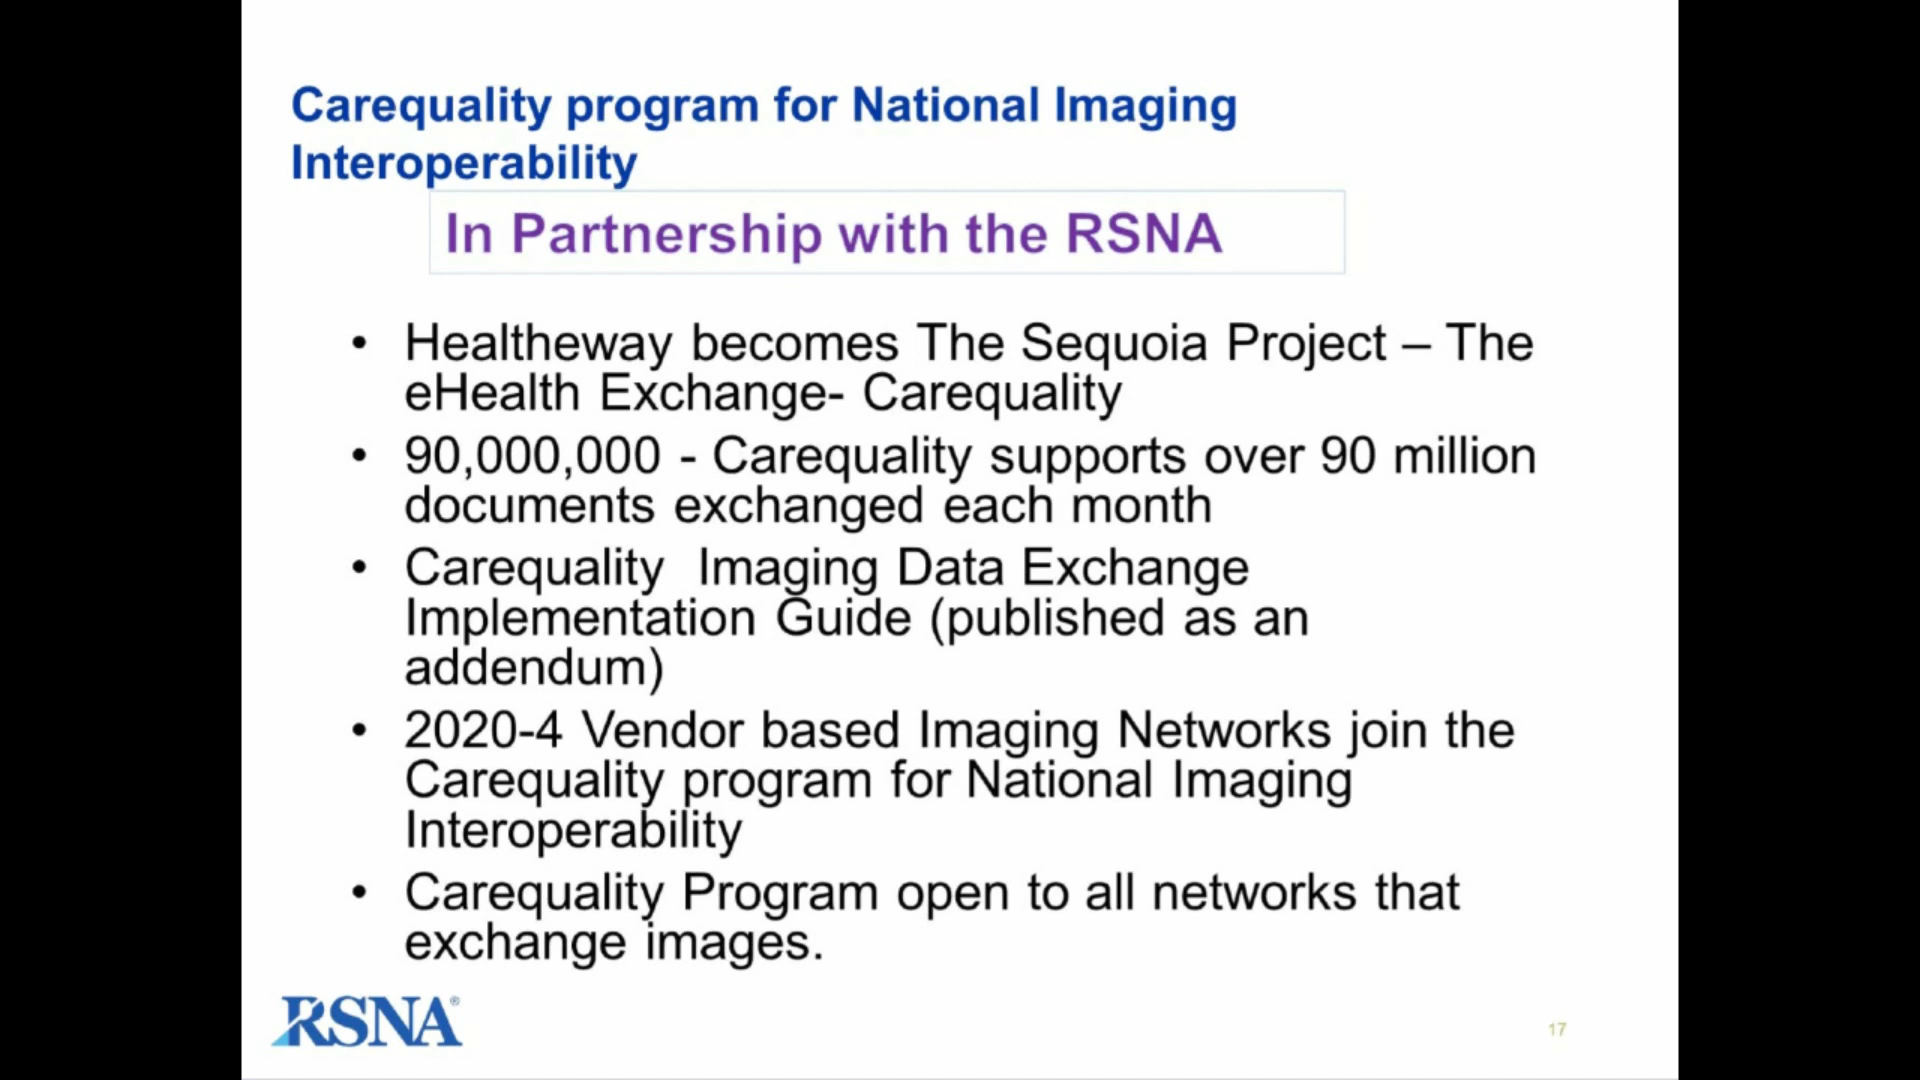 Carequality program for National Imaging
Interoperability
In Partnership with the RSNA
• Healtheway becomes The Sequoia Project – The
eHealth Exchange- Carequality
• 90,000,000 - Carequality supports over 90 million
documents exchanged each month
• Carequality  Imaging Data Exchange
Implementation Guide (published as an
addendum)
• 2020-4 Vendor based Imaging Networks join the
Carequality program for National Imaging
Interoperability
• Carequality Program open to all networks that
exchange images.
RSNA®
17